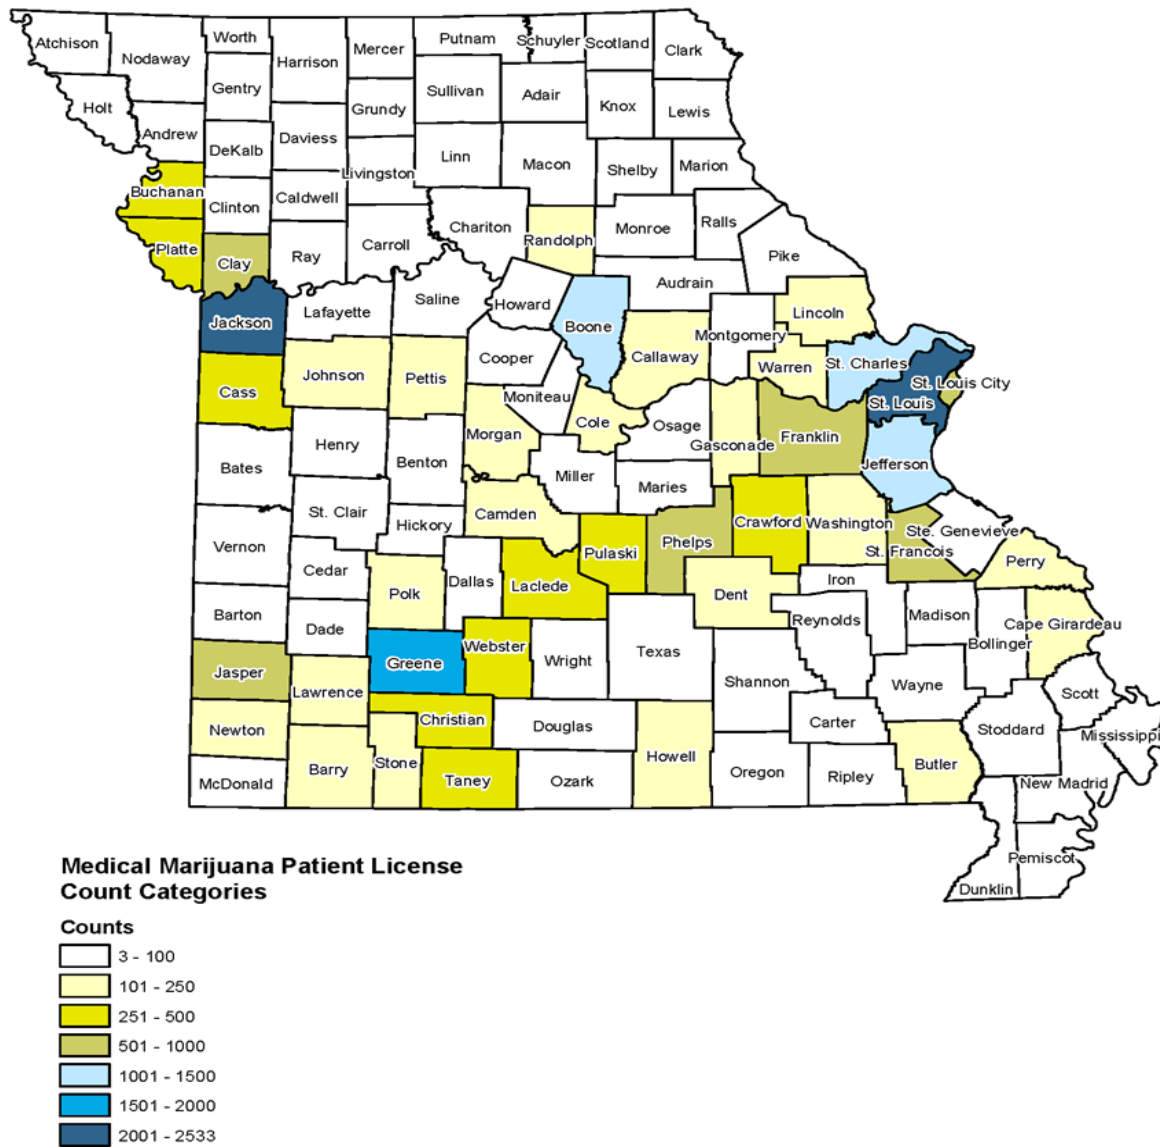 Atchison
Nodaway
Worth
Harrison
Mercer
Putnam
Schuyler
Scotland
Clark
Holt
Gentry
Grundy
Sullivan
Adair
Knox
Lewis
Andrew
DeKalb
Daviess
Livingston
Linn
Macon
Shelby
Marion
Buchanan
Clinton
Caldwell
Chariton
Randolph
Monroe
Ralls
Pike
Platte
Clay
Ray
Carroll
Audrain
Jackson
Lafayette
Saline
Howard
Boone
Callaway
Montgomery
Lincoln
Cass
Johnson
Pettis
Cooper
Moniteau
Cole
Osage
Gasconade
Warren
St. Charles
St. Louis City
St. Louis
Franklin
Jefferson
Bates
Henry
Benton
Morgan
Miller
Maries
St. Clair
Hickory
Camden
Pulaski
Phelps
Crawford
Washington
Ste. Genevieve
St. Francois
Perry
Vernon
Cedar
Polk
Dallas
Laclede
Dent
Iron
Reynolds
Madison
Bollinger
Cape Girardeau
Barton
Dade
Greene
Webster
Wright
Texas
Shannon
Wayne
Scott
Jasper
Lawrence
Christian
Douglas
Carter
Stoddard
Mississippi
Newton
Barry
Stone
Taney
Ozark
Howell
Oregon
Ripley
Butler
New Madrid
McDonald
Pemiscot
Dunklin
Medical Marijuana Patient License
Count Categories
Counts
3 - 100
101 - 250
251 - 500
501 - 1000
1001 - 1500
1501 - 2000
2001 - 2533